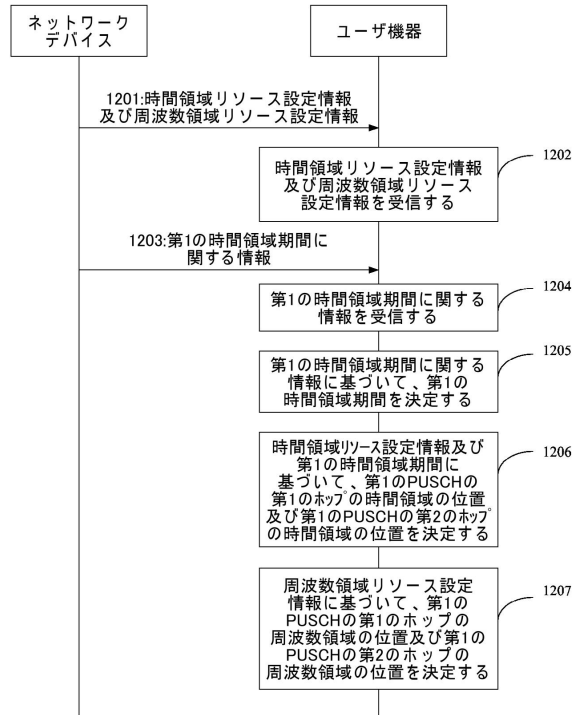 ネットワーク
デバイス
ユーザ機器
1201:時間領域リソース設定情報
及び周波数領域リソース設定情報
時間領域リソース設定情報
及び周波数領域リソース
設定情報を受信する
1202
1203:第1の時間領域期間に
関する情報
第1の時間領域期間に関する
情報を受信する
1204
第1の時間領域期間に関する
情報に基づいて、第1の
時間領域期間を決定する
1205
時間領域リソース設定情報及び
第1の時間領域期間に
基づいて、第1のPUSCHの
第1のホップの時間領域の位置
及び第1のPUSCHの第2のホップ
の時間領域の位置を決定する
1206
周波数領域リソース設定
情報に基づいて、第1の
PUSCHの第1のホップの
周波数領域の位置及び第1の
PUSCHの第2のホップの
周波数領域の位置を決定する
1207